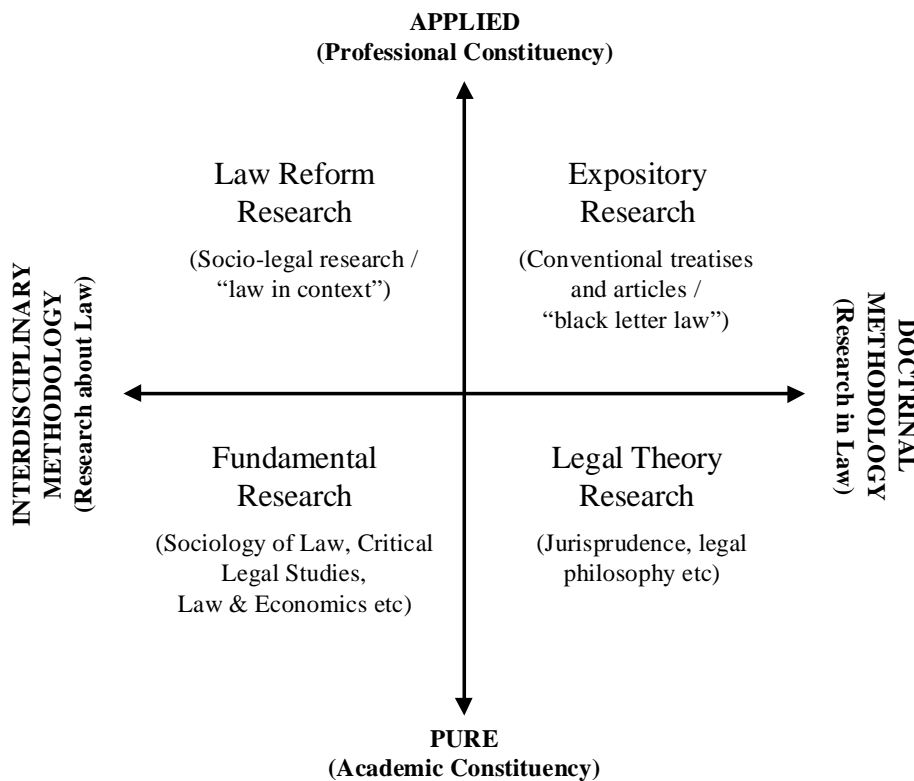 APPLIED
(Professional Constituency)
Law Reform
Research
(Socio-legal research /
“law in context”)
Expository
Research
(Conventional treatises
and articles /
“black letter law”)
INTERDISCIPLINARY
METHODOLOGY
(Research about Law)
DOCTRINAL
METHODOLOGY
(Research in Law)
Fundamental
Research
(Sociology of Law, Critical
Legal Studies,
Law & Economics etc)
Legal Theory
Research
(Jurisprudence, legal
philosophy etc)
PURE
(Academic Constituency)